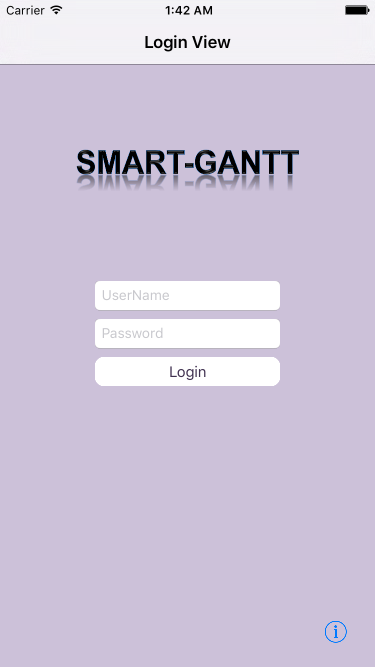 Carrier 1:42 AM
Login View
SMART-GANTT
UserName
Password
Login
i